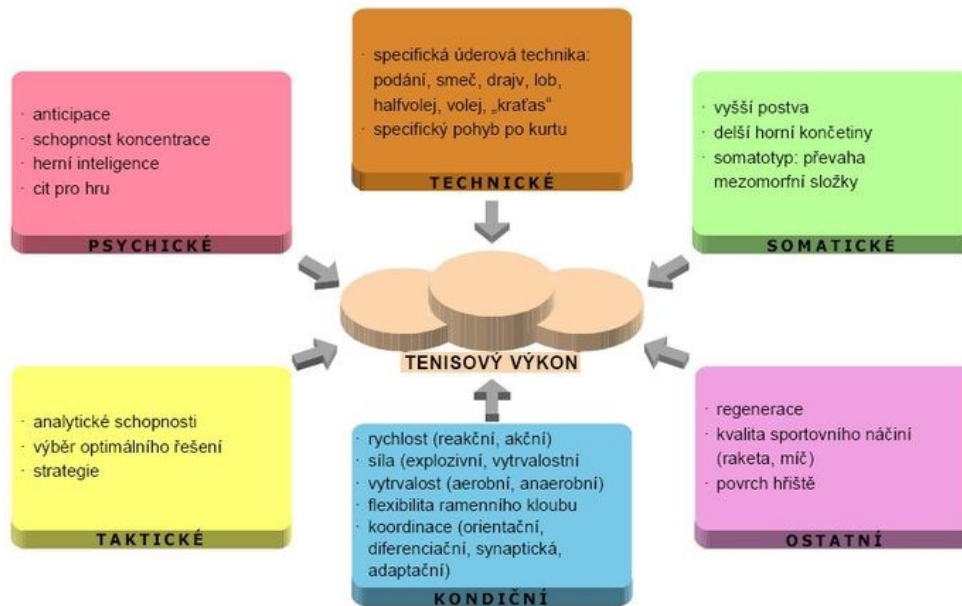 · anticipace
· schopnost koncentrace
· herní inteligence
· cit pro hru
PSYCHICKÉ
· specifická úderová technika:
podání, smeč, drajv, lob,
halfvolej, volej, „kraťas“
· specifický pohyb po kurtu
TECHNICKÉ
· vyšší postva
· delší horní končetiny
· somatotyp: převaha
mezomorfní složky
SOMATICKÉ
TENISOVÝ VÝKON
· analytické schopnosti
· výběr optimálního řešení
· strategie
TAKTICKÉ
· rychlost (reakční, akční)
· síla (explozivní, vytrvalostní
· vytrvalost (aerobní, anaerobní)
· flexibilita ramenního kloubu
· koordinace (orientační,
diferenciační, synaptická,
adaptační)
KONDIČNÍ
· regenerace
· kvalita sportovního náčiní
(raketa, míč)
· povrch hřiště
OSTATNÍ